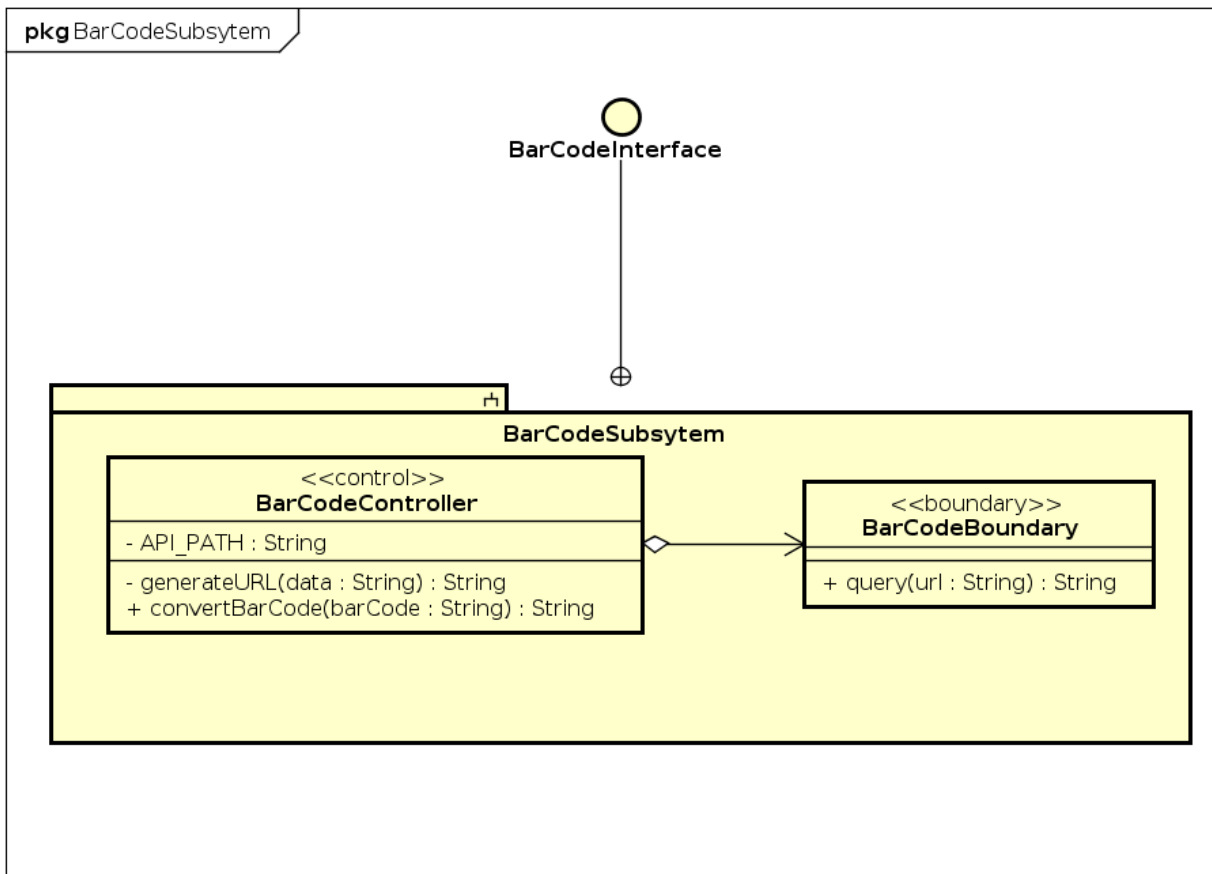 pkg BarCodeSubsytem
BarCodeInterface
BarCodeSubsytem
<<control>>
BarCodeController
- API_PATH : String
- generateURL(data : String) : String
+ convertBarCode(barCode : String) : String
<<boundary>>
BarCodeBoundary
+ query(url : String) : String